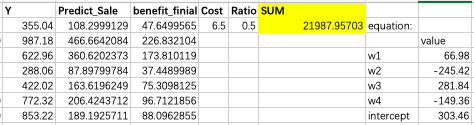 Y Predict_Sale benefit_finial Cost Ratio SUM
355.04 108.2999129 47.6499565 6.5 0.5 21987.95703 equation:
987.18 466.6642084 226.832104 value
622.96 360.6202373 173.810119 w1 66.98
288.06 87.89799784 37.4489989 w2 -245.42
422.02 163.6196249 75.3098125 w3 281.84
772.32 206.4243712 96.7121856 w4 -149.36
853.22 189.1925711 88.0962855 intercept 303.46